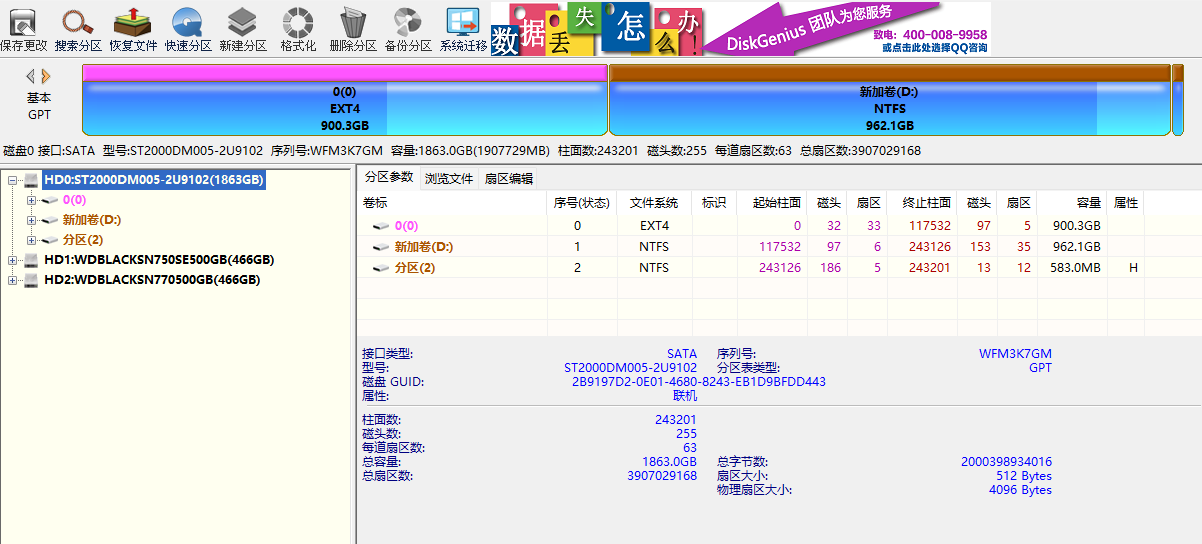 保存更改 搜索分区 恢复文件 快速分区 新建分区 格式化 删除分区 备份分区 系统迁移
数据丢失怎么办!
DiskGenius 团队为您服务
致电：400-008-9958
或点击此处选择QQ咨询
基本
GPT
0(0)
EXT4
900.3GB
新加卷(D:)
NTFS
962.1GB
磁盘0 接口:SATA 型号:ST2000DM005-2U9102 序列号:WFM3K7GM 容量:1863.0GB(1907729MB) 柱面数:243201 磁头数:255 每道扇区数:63 总扇区数:3907029168
HD0:ST2000DM005-2U9102(1863GB)
0(0)
新加卷(D:)
分区(2)
HD1:WDBLACKSN750SE500GB(466GB)
HD2:WDBLACKSN770500GB(466GB)
分区参数 浏览文件 扇区编辑
卷标 序号(状态) 文件系统 标识 起始柱面 磁头 扇区 终止柱面 磁头 扇区 容量 属性
0(0) 0 EXT4 0 32 33 117532 97 5 900.3GB
新加卷(D:) 1 NTFS 117532 97 6 243126 153 35 962.1GB
分区(2) 2 NTFS 243126 186 5 243201 13 12 583.0MB H
接口类型: SATA 序列号: WFM3K7GM
型号: ST2000DM005-2U9102 分区表类型: GPT
磁盘 GUID: 2B9197D2-0E01-4680-8243-EB1D9BFDD443
属性: 联机
柱面数: 243201
磁头数: 255
每道扇区数: 63
总容量: 1863.0GB 总字节数: 2000398934016
总扇区数: 3907029168 扇区大小: 512 Bytes
物理扇区大小: 4096 Bytes